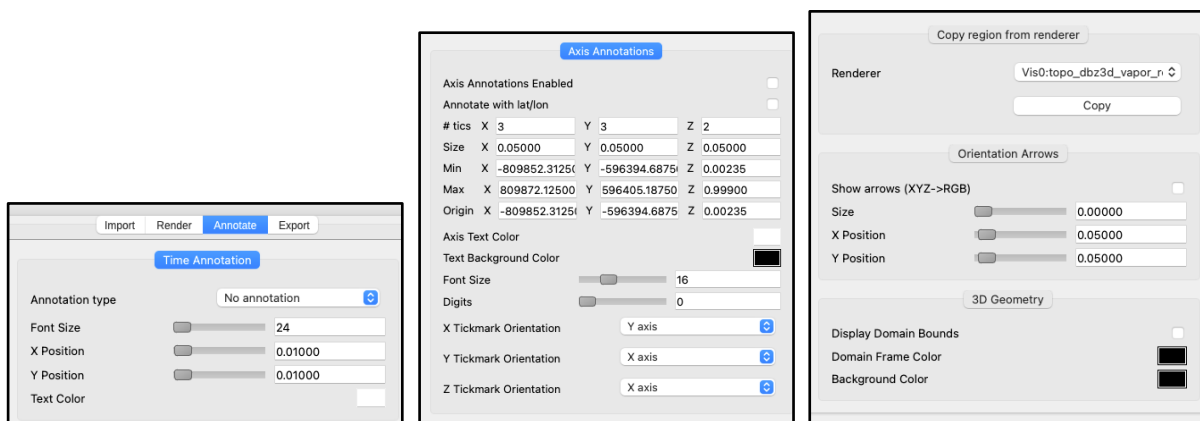 Import Render Annotate Export
Time Annotation
Annotation type No annotation
Font Size 24
X Position 0.01000
Y Position 0.01000
Text Color
Axis Annotations
Axis Annotations Enabled
Annotate with lat/lon
# tics X 3 Y 3 Z 2
Size X 0.05000 Y 0.05000 Z 0.05000
Min X -809852.3125( Y -596394.6875( Z 0.00235
Max X 809872.12500 Y 596405.18750 Z 0.99900
Origin X -809852.3125( Y -596394.6875 Z 0.00235
Axis Text Color
Text Background Color
Font Size 16
Digits 0
X Tickmark Orientation Y axis
Y Tickmark Orientation X axis
Z Tickmark Orientation X axis
Copy region from renderer
Renderer Vis0:topo_dbz3d_vapor_r
Copy
Orientation Arrows
Show arrows (XYZ->RGB)
Size 0.00000
X Position 0.05000
Y Position 0.05000
3D Geometry
Display Domain Bounds
Domain Frame Color
Background Color